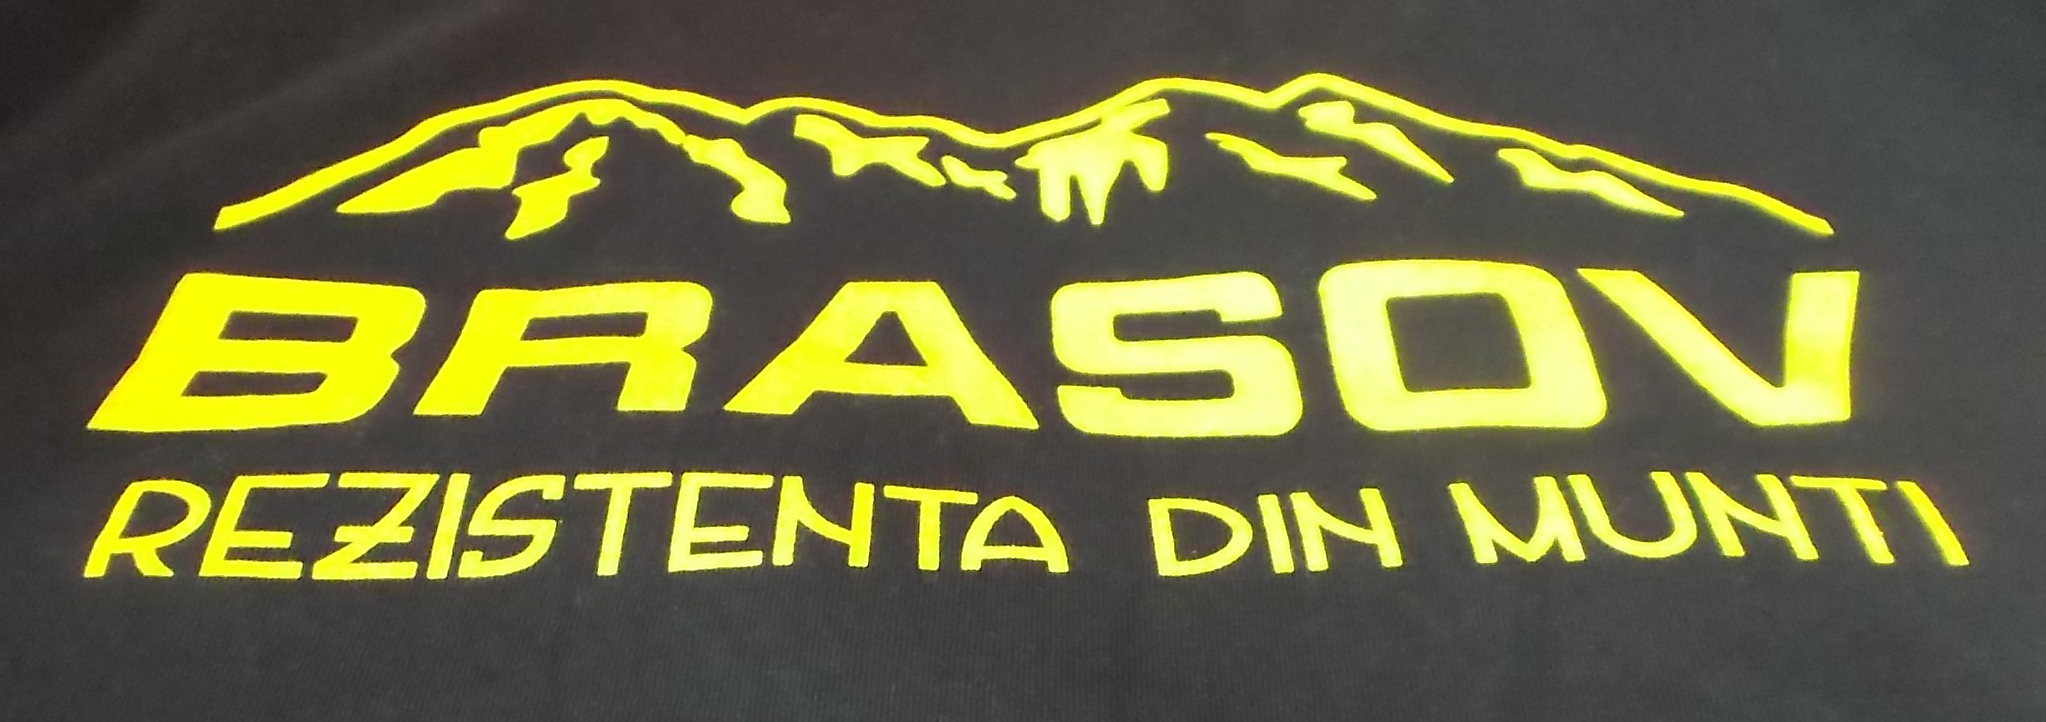 BRASOV
REZISTENTA DIN MUNTI